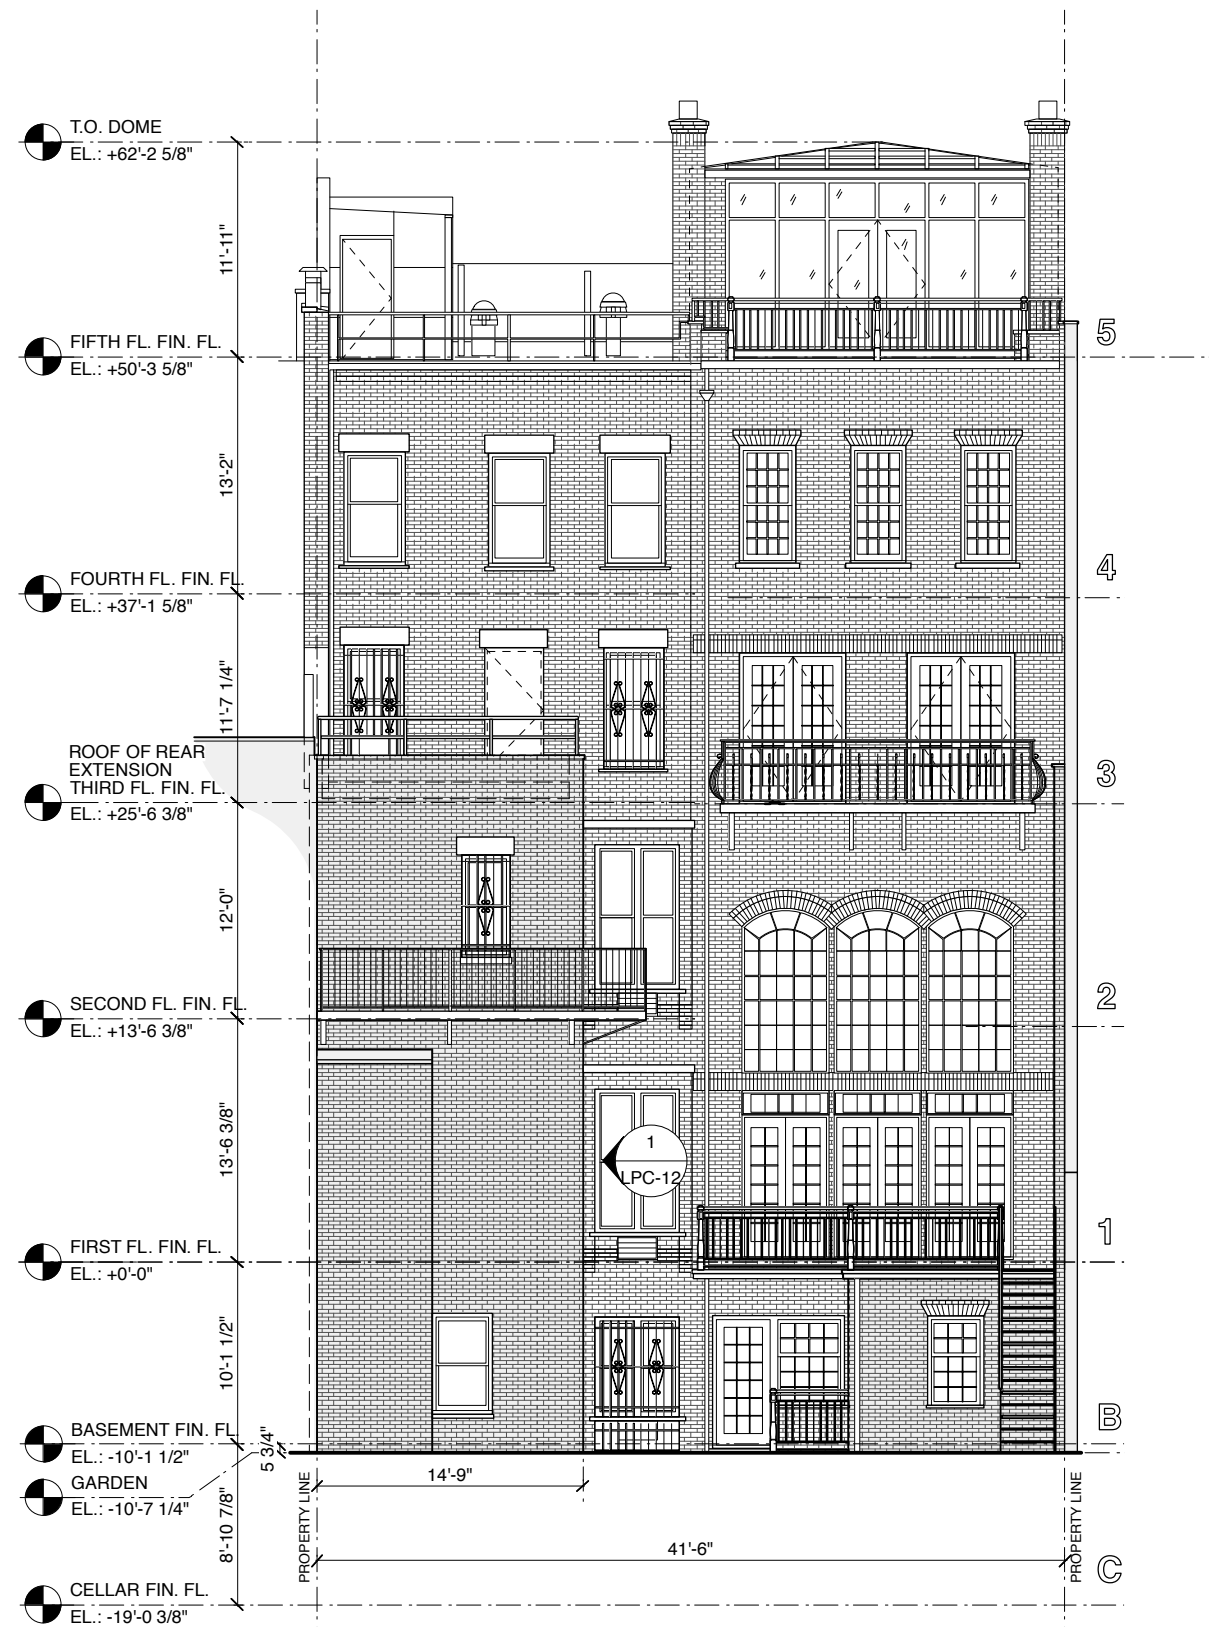 T.O. DOME
EL.: +62'-2 5/8"
11'-11"
FIFTH FL. FIN. FL.
EL.: +50'-3 5/8"
5
13'-2"
FOURTH FL. FIN. FL.
EL.: +37'-1 5/8"
4
11'-7 1/4"
ROOF OF REAR
EXTENSION
THIRD FL. FIN. FL.
EL.: +25'-6 3/8"
3
12'-0"
SECOND FL. FIN. FL.
EL.: +13'-6 3/8"
2
13'-6 3/8"
1
LPC-12
FIRST FL. FIN. FL.
EL.: +0'-0"
1
10'-1 1/2"
BASEMENT FIN. FL.
EL.: -10'-1 1/2"
B
5 3/4"
GARDEN
EL.: -10'-7 1/4"
14'-9"
8'-10 7/8"
PROPERTY LINE
41'-6"
PROPERTY LINE
C
CELLAR FIN. FL.
EL.: -19'-0 3/8"